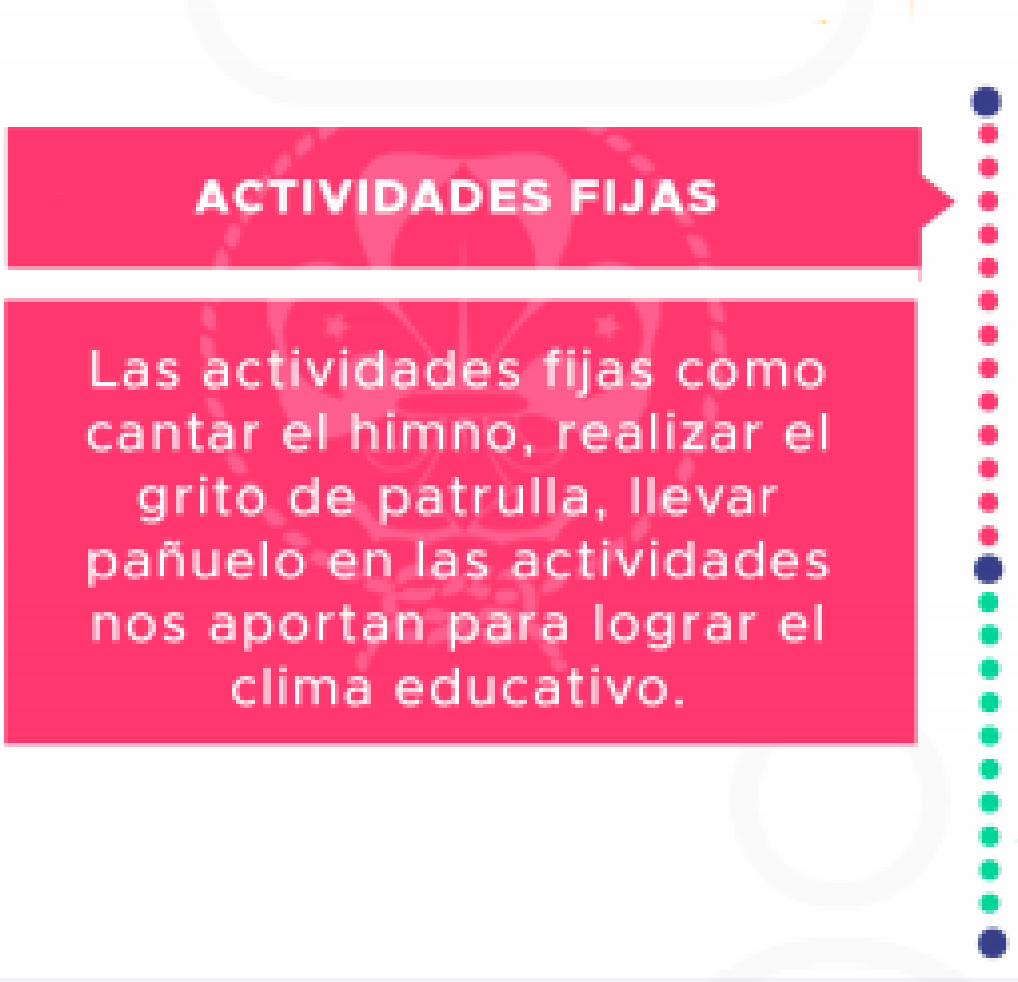 ACTIVIDADES FIJAS
Las actividades fijas como
cantar el himno, realizar el
grito de patrulla, llevar
pañuelo en las actividades
nos aportan para lograr el
clima educativo.